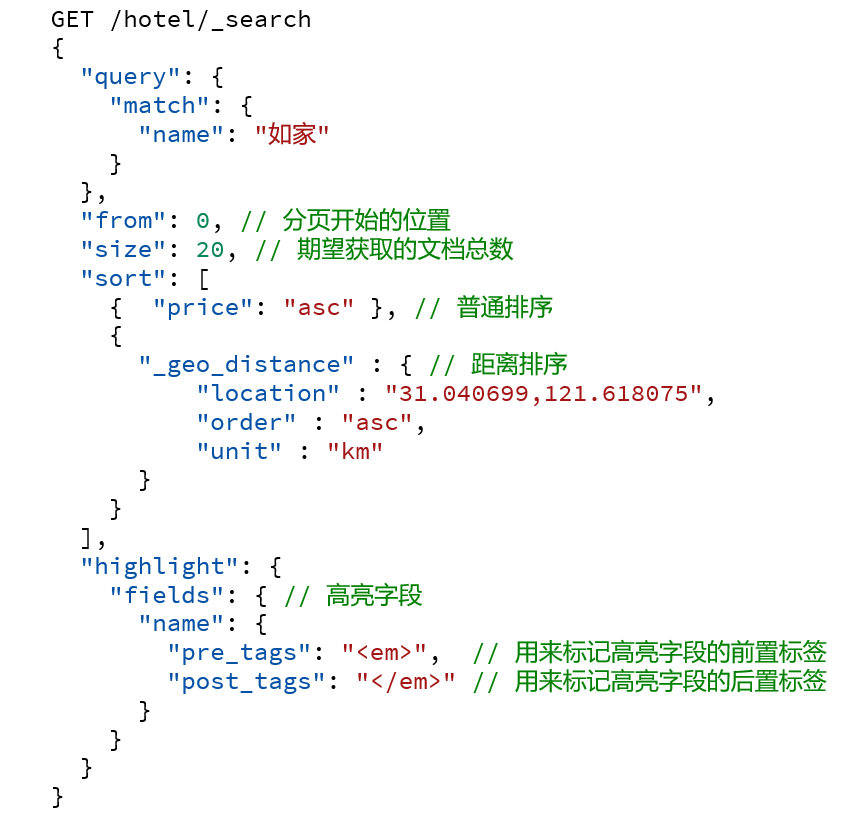 GET /hotel/_search
{
  "query": {
    "match": {
      "name": "如家"
    }
  },
  "from": 0, // 分页开始的位置
  "size": 20, // 期望获取的文档总数
  "sort": [
    {  "price": "asc" }, // 普通排序
    {
      "_geo_distance" : { // 距离排序
          "location" : "31.040699,121.618075",
          "order" : "asc",
          "unit" : "km"
      }
    }
  ],
  "highlight": {
    "fields": { // 高亮字段
      "name": {
        "pre_tags": "<em>",  // 用来标记高亮字段的前置标签
        "post_tags": "</em>" // 用来标记高亮字段的后置标签
      }
    }
  }
}